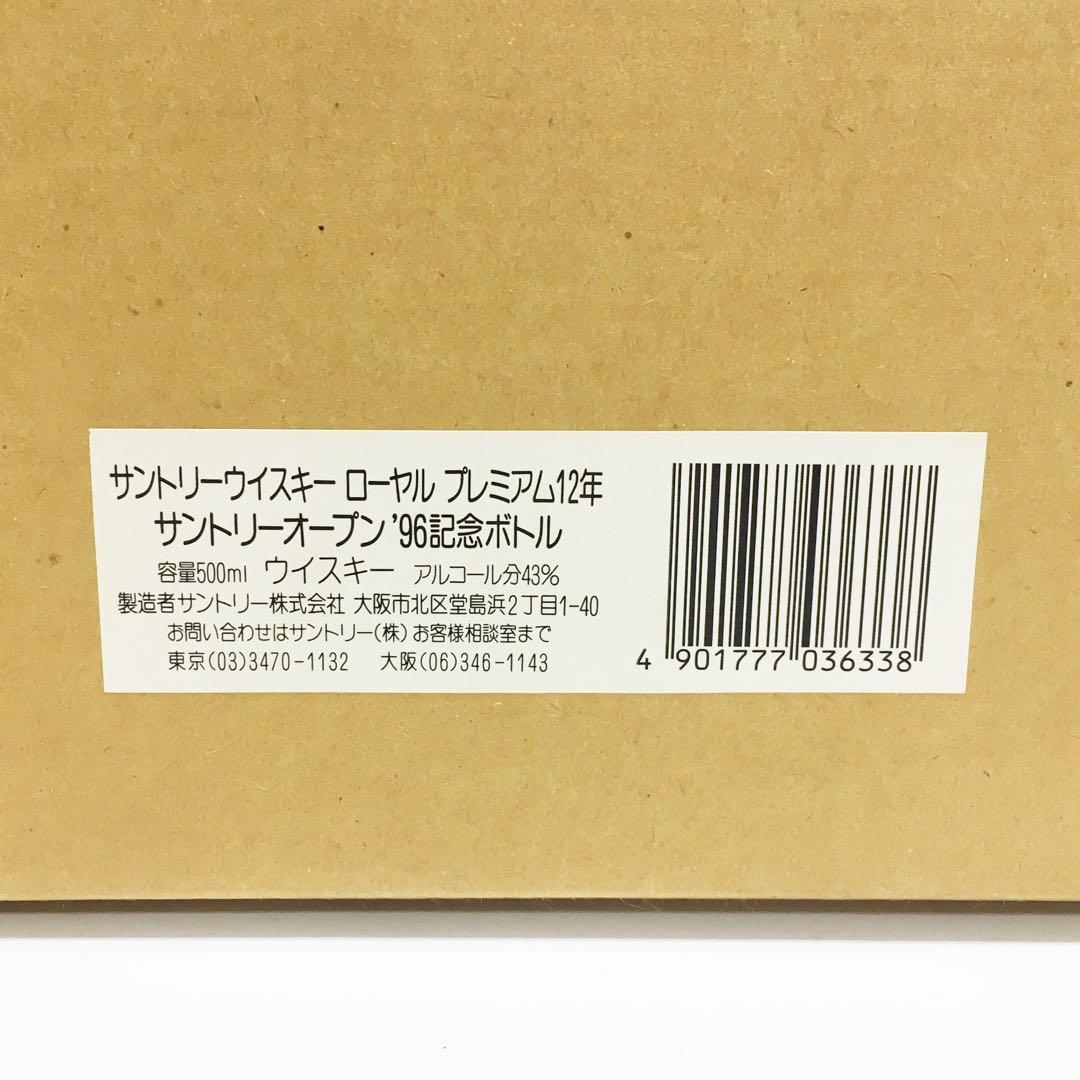 サントリーウイスキー ローヤル プレミアム12年
サントリーオープン '96記念ボトル
容量500ml ウイスキー アルコール分43%
製造者サントリー株式会社 大阪市北区堂島浜2丁目1-40
お問い合わせはサントリー(株)お客様相談室まで
東京(03)3470-1132 大阪(06)346-1143
4 901777 036338